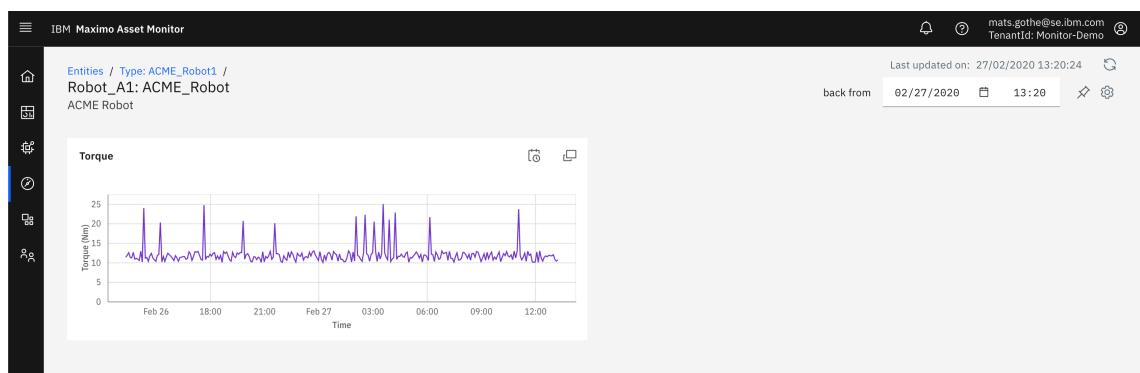 IBM Maximo Asset Monitor
mats.gothe@se.ibm.com
TenantId: Monitor-Demo
Entities / Type: ACME_Robot1 /
Robot_A1: ACME_Robot
ACME Robot
Last updated on: 27/02/2020 13:20:24
back from 02/27/2020 13:20
Torque
25
20
15
10
5
0
Torque (Nm)
Feb 26 18:00 21:00 Feb 27 03:00 06:00 09:00 12:00
Time